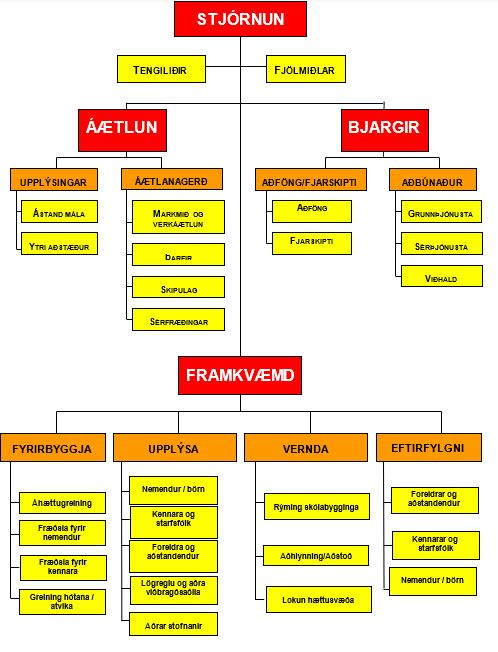 STJÓRNUN
TENGILIÐIR
FJÖLMIÐLAR
ÁÆTLUN
BJARGIR
UPPLÝSINGAR
ÁÆTLANAGERÐ
AÐFÖNG/FJARSKIPTI
AÐBÚNAÐUR
ÁSTAND MÁLA
YTRI AÐSTÆÐUR
MARKMIÐ OG
VERKÁÆTLUN
ÞARFIR
SKIPULAG
SÉRFRÆÐINGAR
AÐFÖNG
FJARSKIPTI
GRUNNÞJÓNUSTA
SÉRÞJÓNUSTA
VIÐHALD
FRAMKVÆMD
FYRIRBYGGJA
UPPLÝSA
VERNDA
EFTIRFYLGNI
Áhættugreining
Fræðsla fyrir
nemendur
Fræðsla fyrir
kennara
Greining hótana /
atvika
Nemendur / börn
Kennara og
starfsfólk
Foreldra og
aðstandendur
Lögreglu og aðra
viðbragðsaðila
Aðrar stofnanir
Rýming skólabygginga
Aðhlynning/Aðstoð
Lokun hættusvæða
Foreldrar og
aðstandendur
Kennarar og
starfsfólk
Nemendur / börn